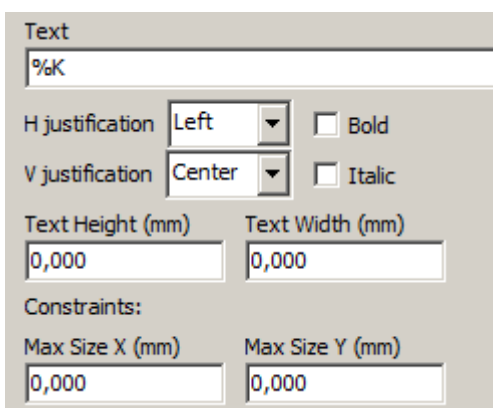 Text
%K
H justification Left Bold
V justification Center Italic
Text Height (mm) Text Width (mm)
0,000 0,000
Constraints:
Max Size X (mm) Max Size Y (mm)
0,000 0,000